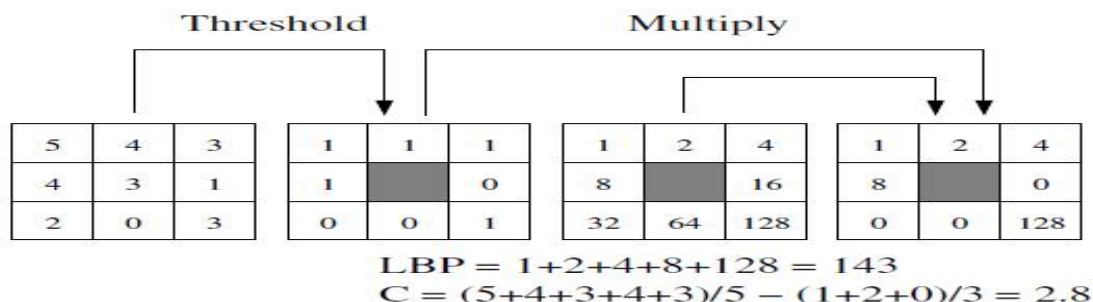 Threshold Multiply
5 4 3 1 1 1 1 2 4 1 2 4
4 3 1 1 0 8 16 8 0
2 0 3 0 0 1 32 64 128 0 0 128
LBP = 1+2+4+8+128 = 143
C = (5+4+3+4+3)/5 − (1+2+0)/3 = 2.8